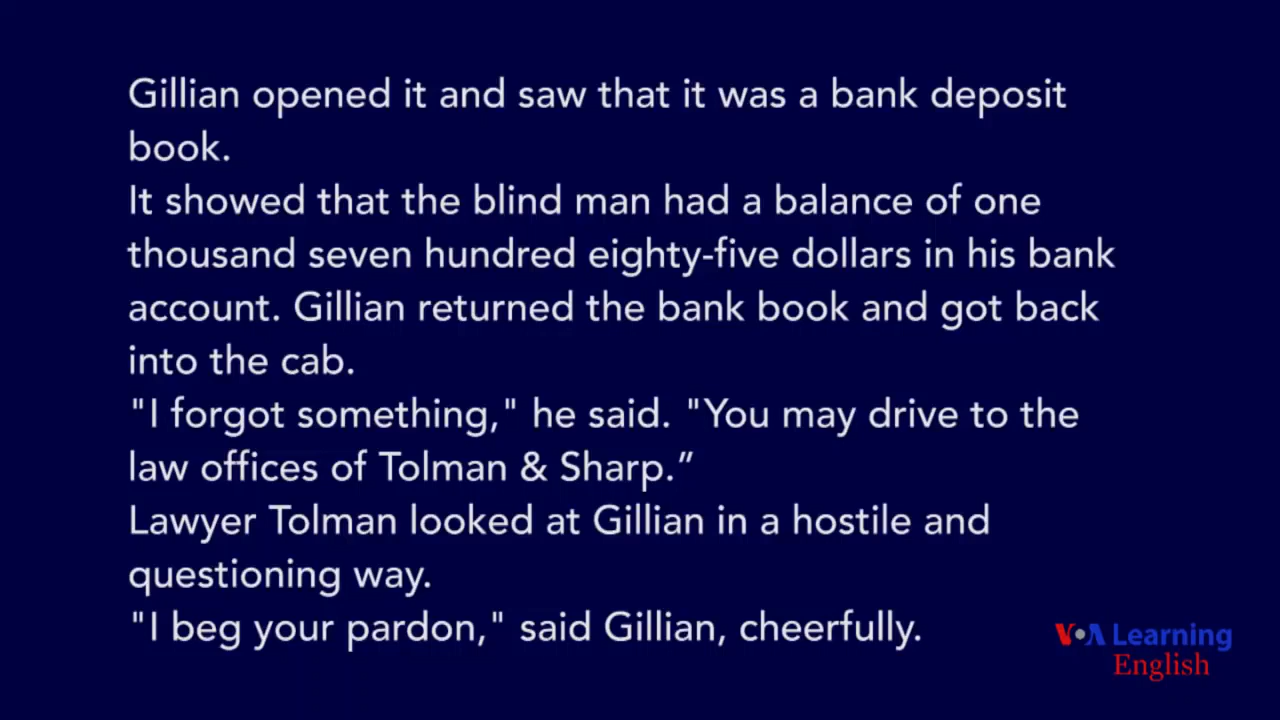 Gillian opened it and saw that it was a bank deposit
book.
It showed that the blind man had a balance of one
thousand seven hundred eighty-five dollars in his bank
account. Gillian returned the bank book and got back
into the cab.
"I forgot something," he said. "You may drive to the
law offices of Tolman & Sharp.”
Lawyer Tolman looked at Gillian in a hostile and
questioning way.
"I beg your pardon," said Gillian, cheerfully.
VOA Learning
English